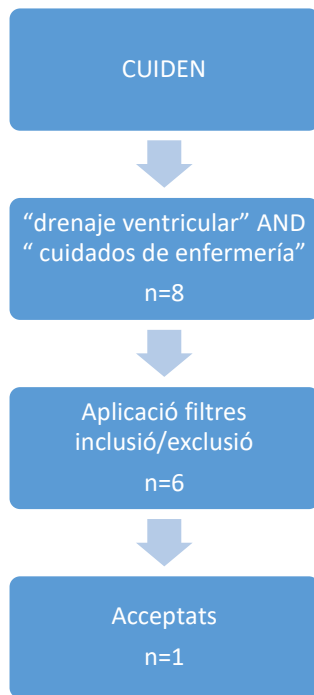 CUIDEN
“drenaje ventricular” AND
“ cuidados de enfermería”
n=8
Aplicació filtres
inclusió/exclusió
n=6
Acceptats
n=1